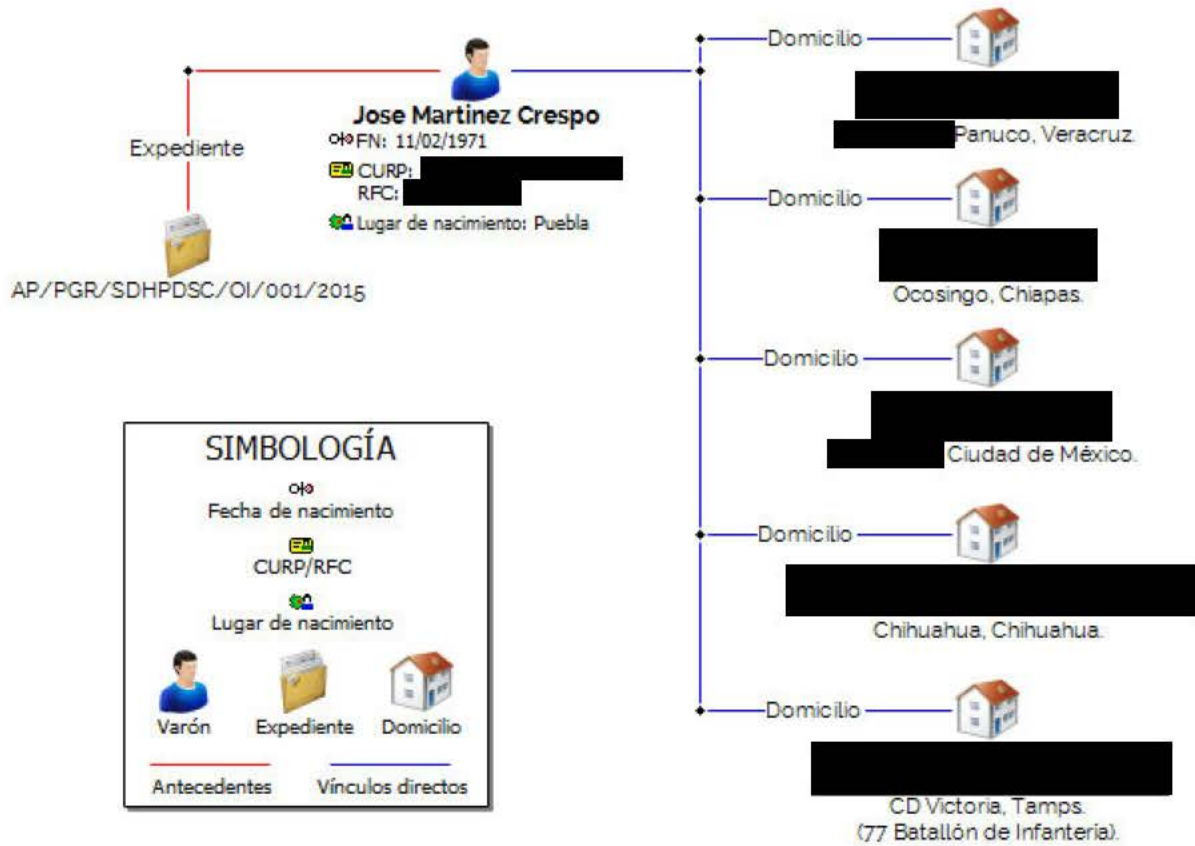 Jose Martinez Crespo
FN: 11/02/1971
CURP:
RFC:
Lugar de nacimiento: Puebla
Expediente
AP/PGR/SDHPDSC/OI/001/2015
Domicilio
Panuco, Veracruz.
Domicilio
Ocosingo, Chiapas.
Domicilio
Ciudad de México.
Domicilio
Chihuahua, Chihuahua.
Domicilio
CD Victoria, Tamps.
(77 Batallón de Infantería).
SIMBOLOGÍA
Fecha de nacimiento
CURP/RFC
Lugar de nacimiento
Varón Expediente Domicilio
Antecedentes Vínculos directos